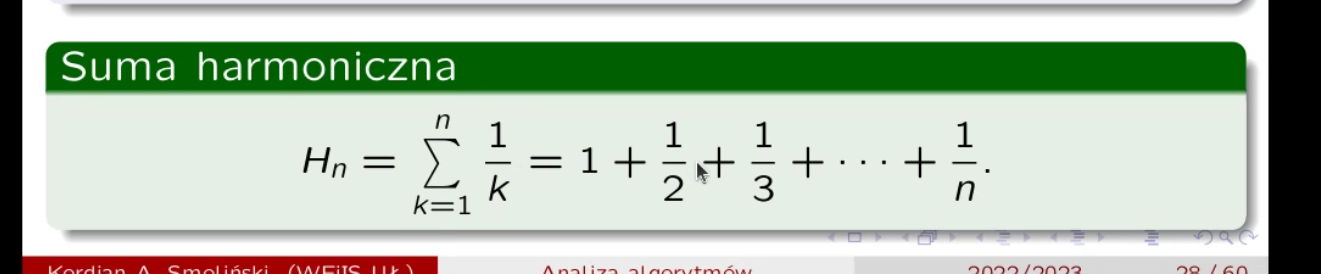 Suma harmoniczna
H_n = \sum_{k=1}^{n} \frac{1}{k} = 1 + \frac{1}{2} + \frac{1}{3} + \cdots + \frac{1}{n}.
Kordian A. Smoliński (WFiIS UŁ) Analiza algorytmów 2022/2023 28 / 60